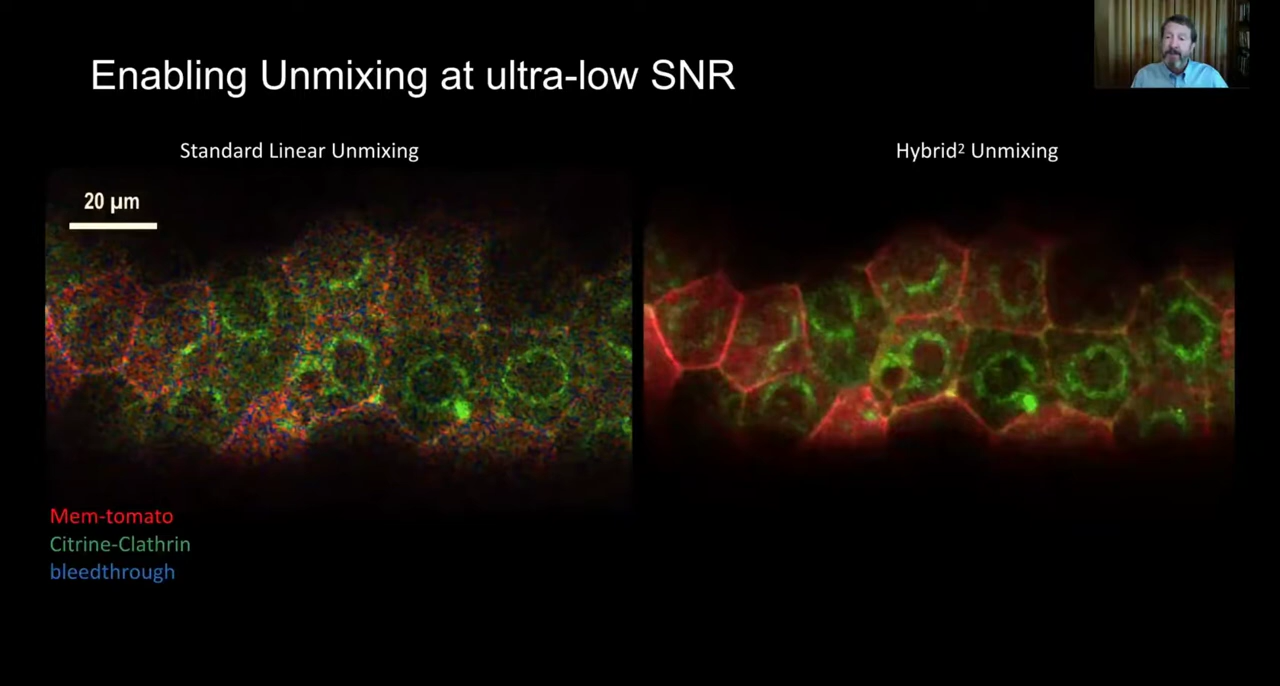 Enabling Unmixing at ultra-low SNR
Standard Linear Unmixing
Hybrid² Unmixing
20 µm
Mem-tomato
Citrine-Clathrin
bleedthrough